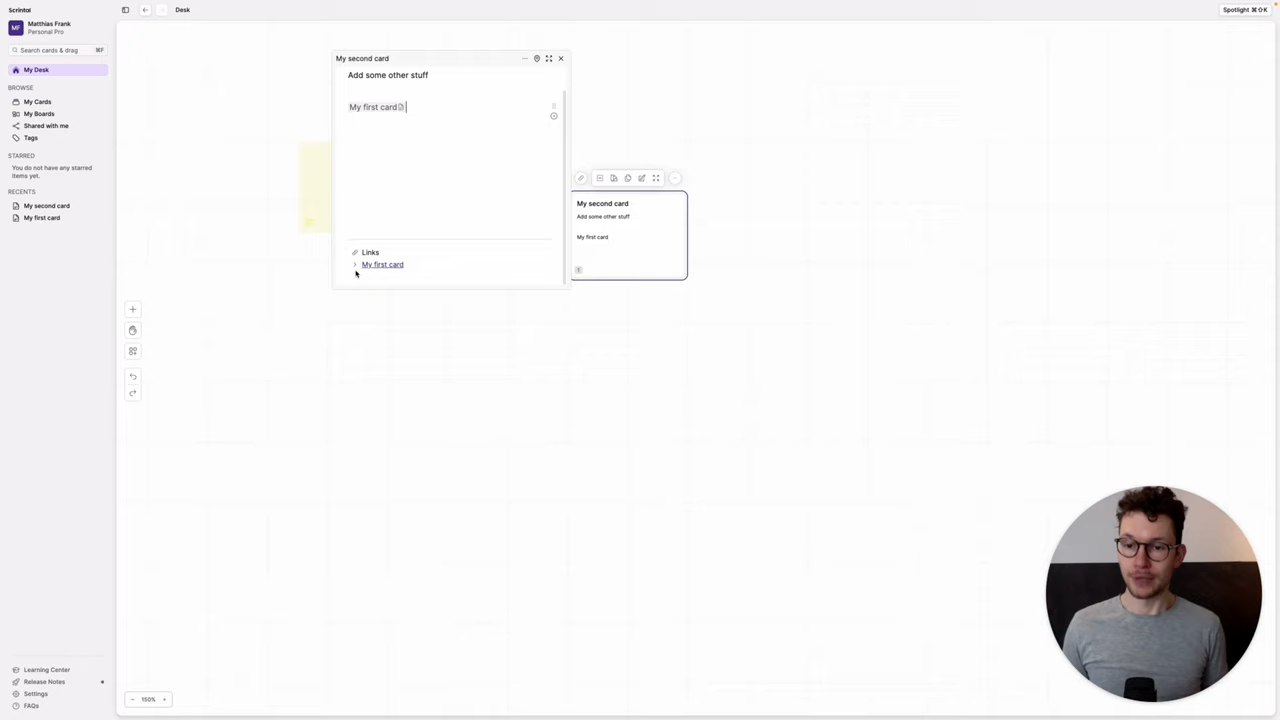 Scrintal
Desk
Spotlight ⌘⇧K
MF
Matthias Frank
Personal Pro
Search cards & drag
⌘F
My Desk
BROWSE
My Cards
My Boards
Shared with me
Tags
STARRED
You do not have any starred
items yet.
RECENTS
My second card
My first card
My second card
Add some other stuff
My first card
Links
My first card
My second card
Add some other stuff
My first card
150%
Learning Center
Release Notes
Settings
FAQs